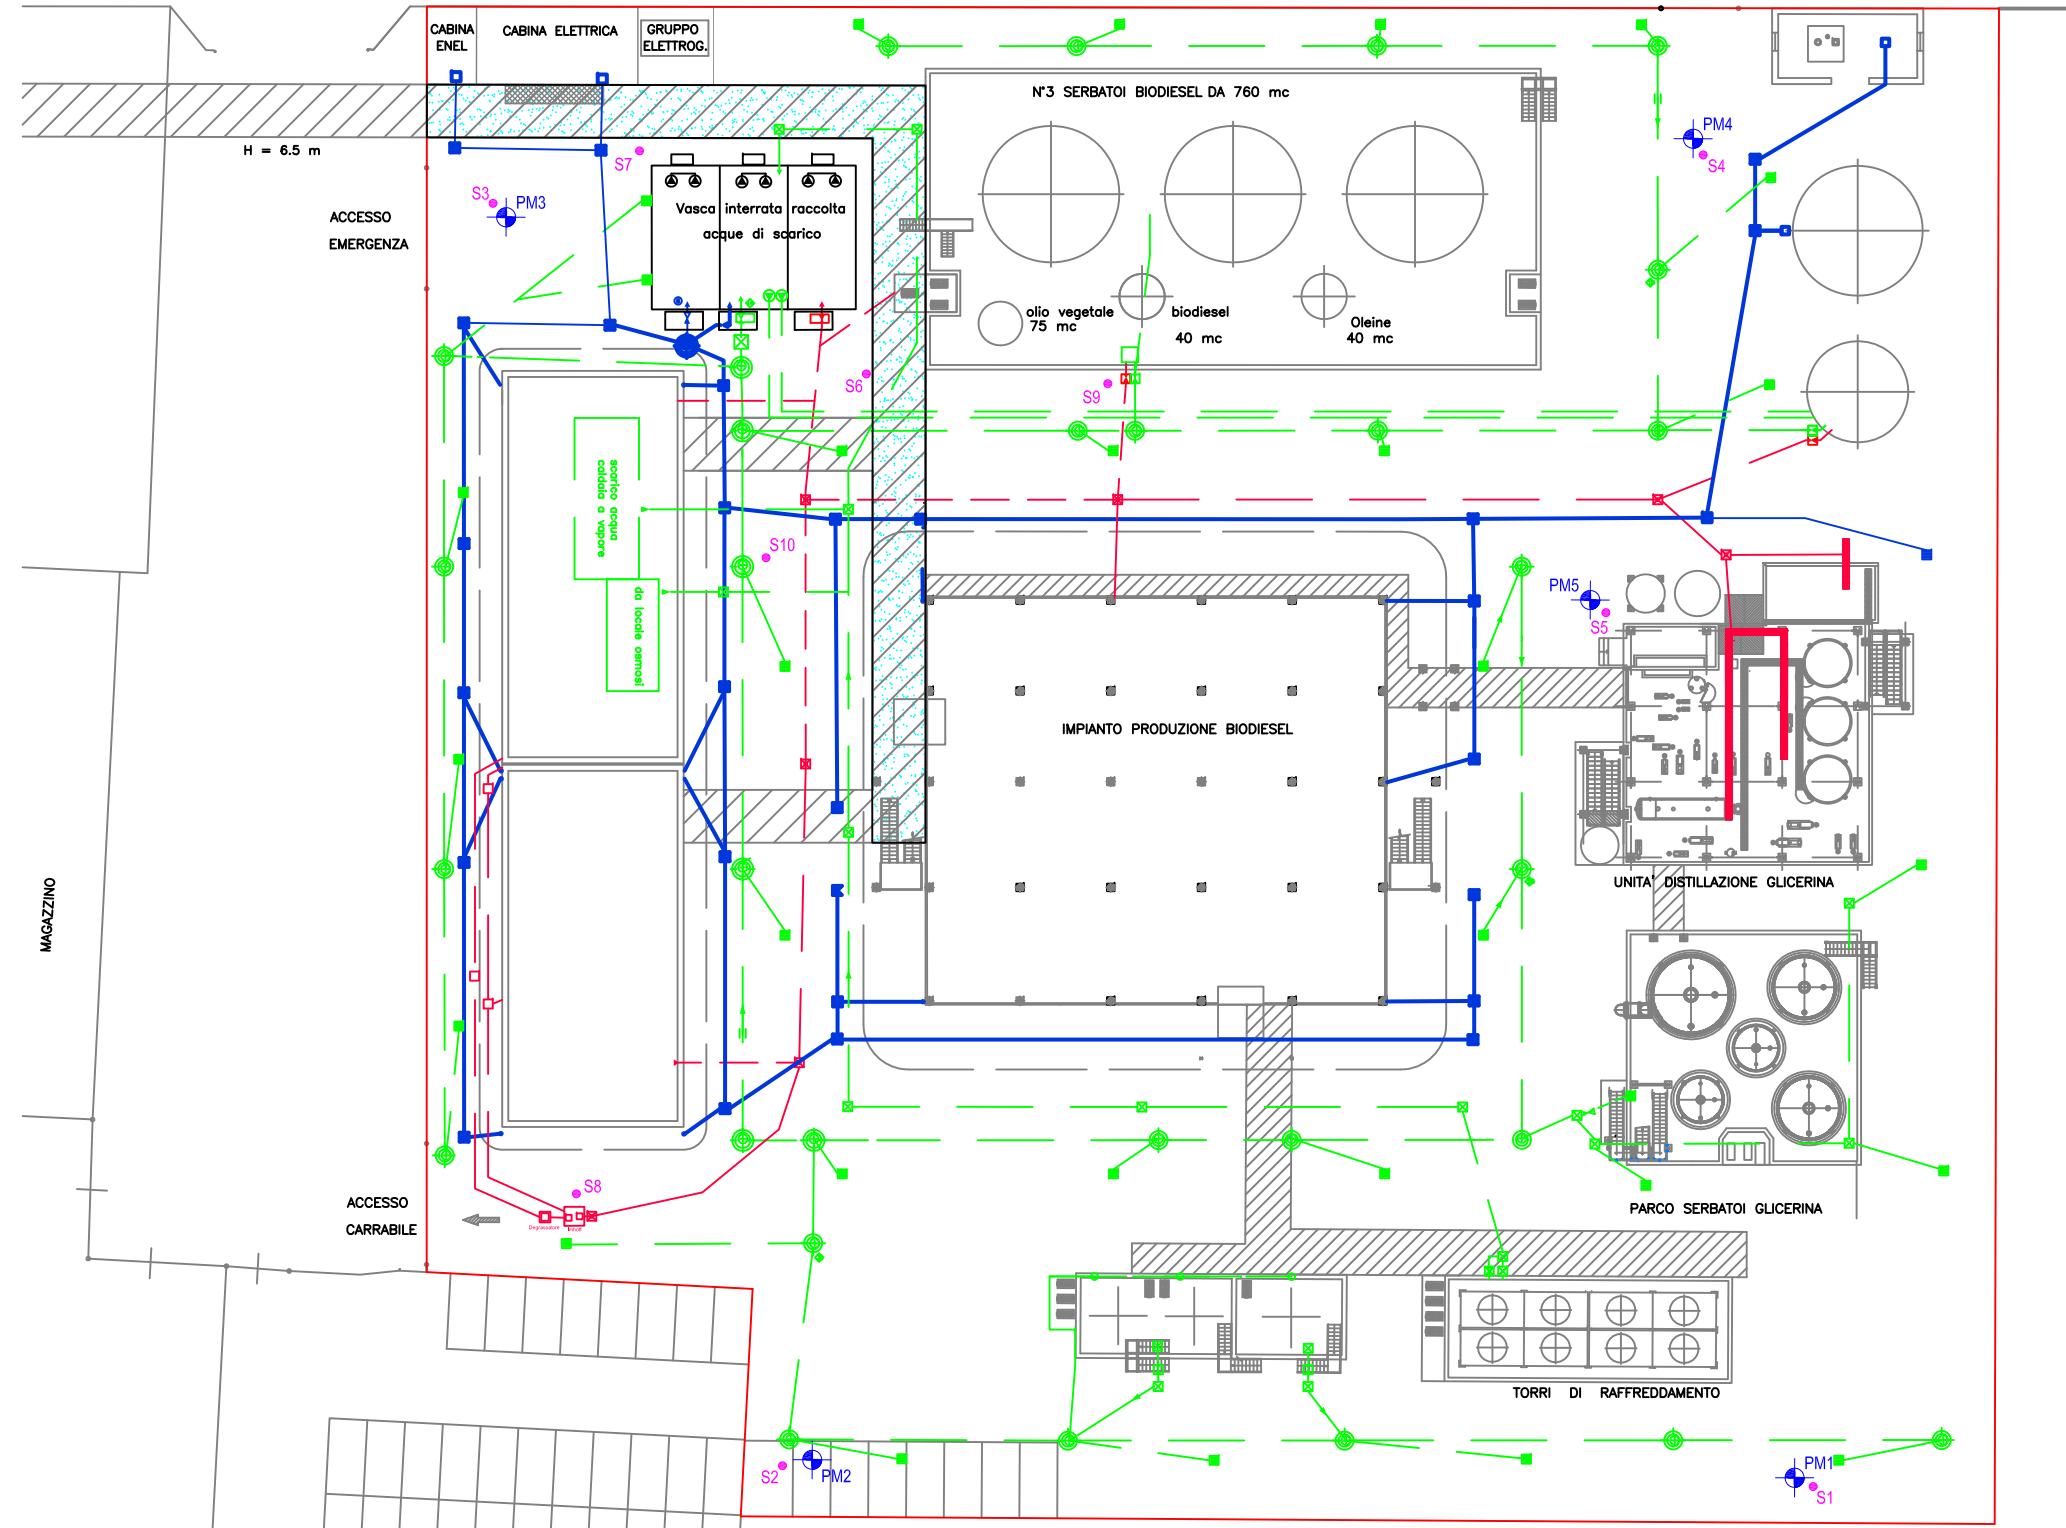 CABINA
ENEL
CABINA ELETTRICA
GRUPPO
ELETTROG.
N°3 SERBATOI BIODIESEL DA 760 mc
PM4
S4
H = 6.5 m
S7
S3
PM3
ACCESSO
EMERGENZA
Vasca interrata raccolta
acque di scarico
olio vegetale
75 mc
biodiesel
40 mc
Oleine
40 mc
S6
S9
scarico acqua
caldaia a vapore
S10
da locale osmosi
PM5
S5
IMPIANTO PRODUZIONE BIODIESEL
UNITA' DISTILLAZIONE GLICERINA
MAGAZZINO
ACCESSO
CARRABILE
S8
Degrassatore
Imhoff
PARCO SERBATOI GLICERINA
TORRI DI RAFFREDDAMENTO
S2
PM2
PM1
S1